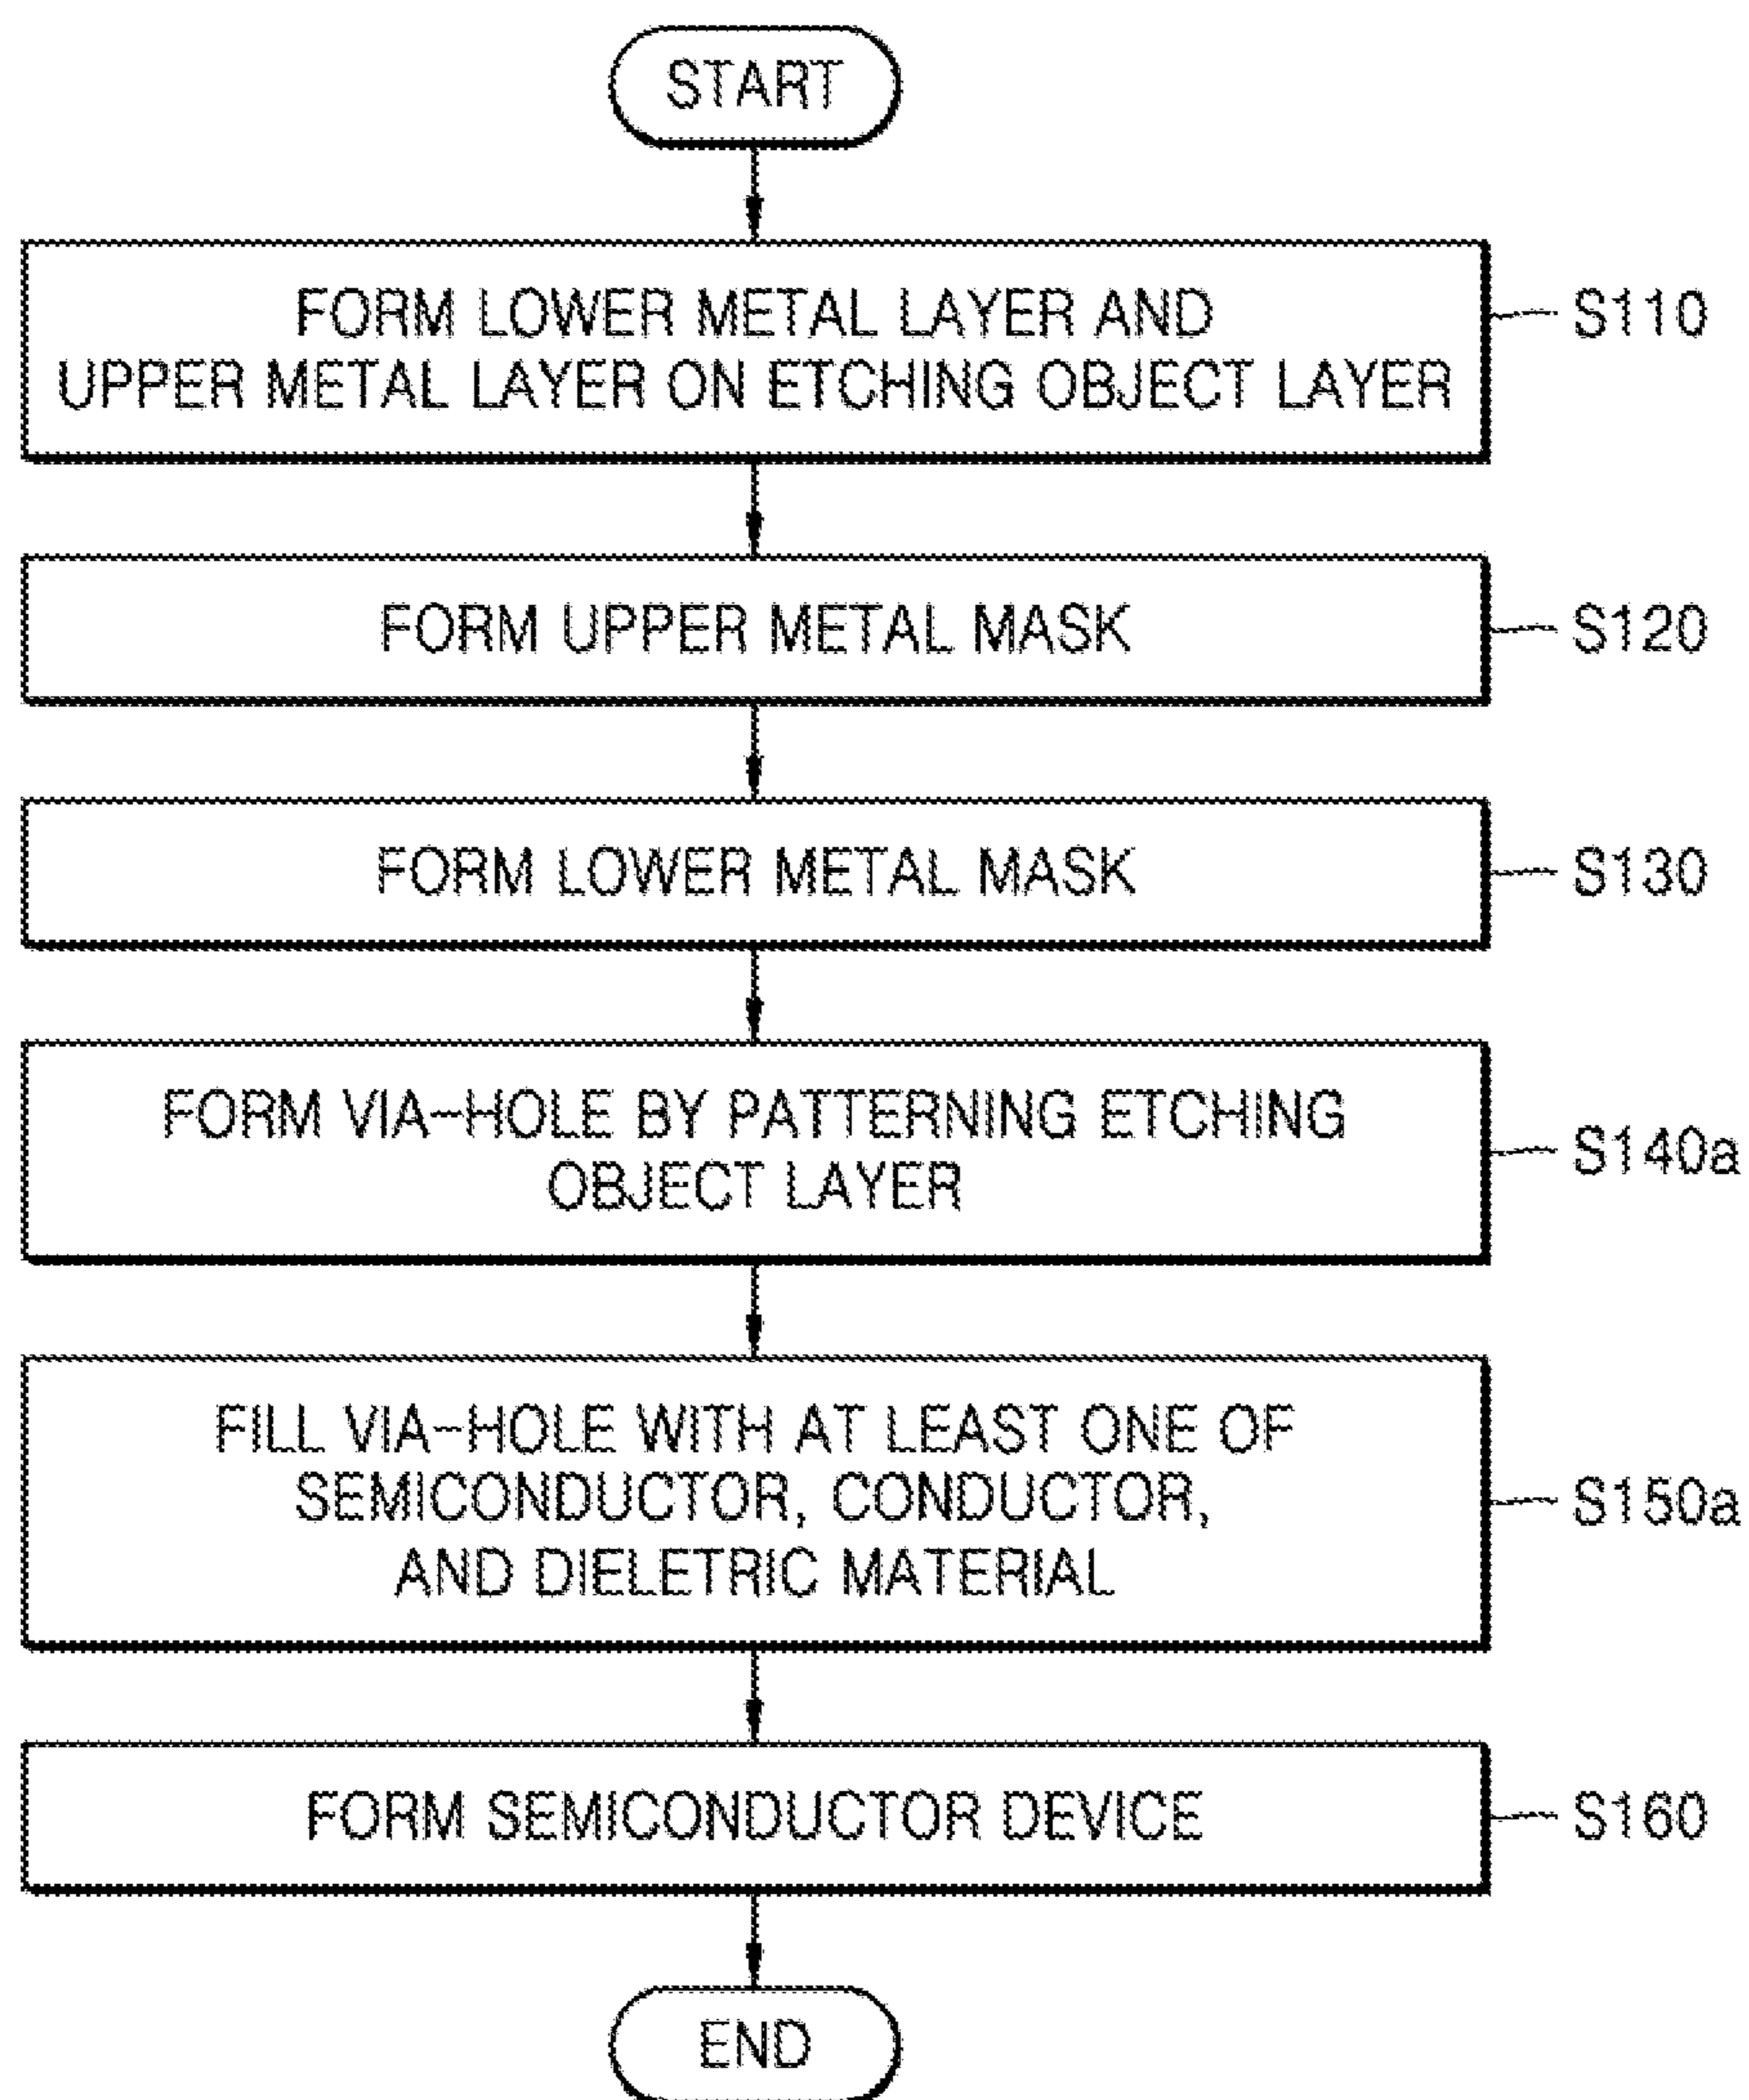 START
FORM LOWER METAL LAYER AND
UPPER METAL LAYER ON ETCHING OBJECT LAYER
S110
FORM UPPER METAL MASK
S120
FORM LOWER METAL MASK
S130
FORM VIA-HOLE BY PATTERNING ETCHING
OBJECT LAYER
S140a
FILL VIA-HOLE WITH AT LEAST ONE OF
SEMICONDUCTOR, CONDUCTOR,
AND DIELETRIC MATERIAL
S150a
FORM SEMICONDUCTOR DEVICE
S160
END